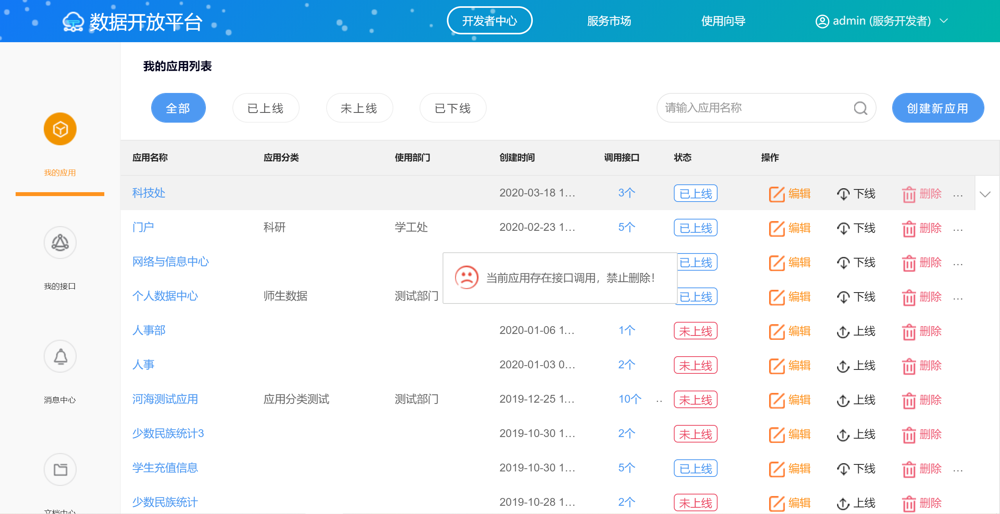 数据开放平台
开发者中心
服务市场
使用向导
admin (服务开发者)
我的应用列表
全部
已上线
未上线
已下线
请输入应用名称
创建新应用
我的应用
我的接口
消息中心
文档中心
应用名称 应用分类 使用部门 创建时间 调用接口 状态 操作
科技处 2020-03-18 1... 3个 已上线 编辑 下线 删除 ...
门户 科研 学工处 2020-02-23 1... 5个 已上线 编辑 下线 删除 ...
网络与信息中心 已上线 编辑 下线 删除 ...
当前应用存在接口调用，禁止删除！
个人数据中心 师生数据 测试部门 已上线 编辑 下线 删除 ...
人事部 2020-01-06 1... 1个 未上线 编辑 上线 删除
人事 2020-01-03 0... 2个 未上线 编辑 上线 删除
河海测试应用 应用分类测试 测试部门 2019-12-25 1... 10个 .. 未上线 编辑 上线 删除
少数民族统计3 2019-10-30 1... 2个 未上线 编辑 上线 删除
学生充值信息 2019-10-30 1... 5个 已上线 编辑 下线 删除 ...
少数民族统计 2019-10-28 1... 2个 未上线 编辑 上线 删除